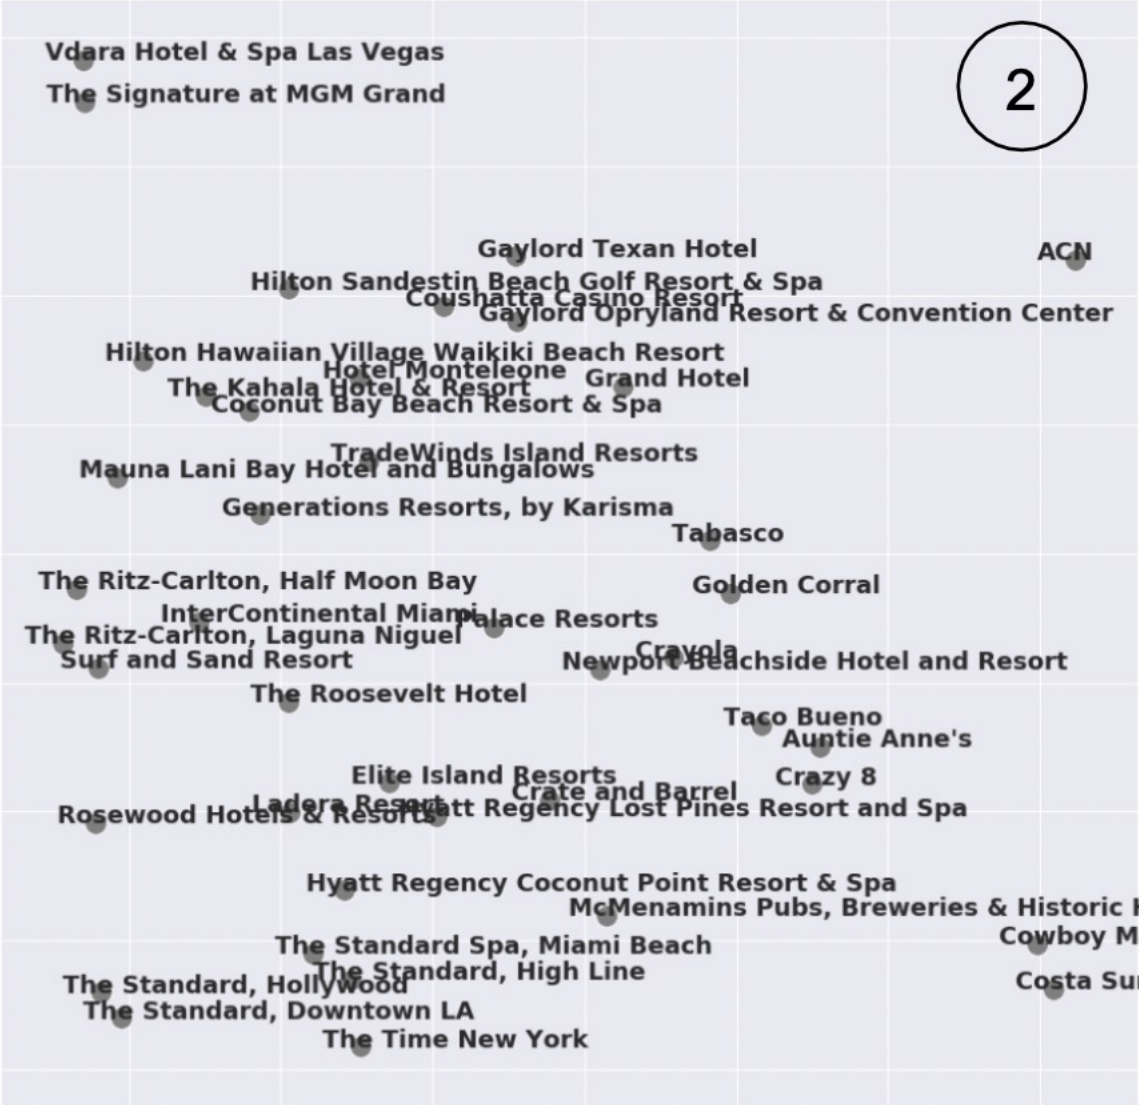 Vdara Hotel & Spa Las Vegas
2
The Signature at MGM Grand
Gaylord Texan Hotel
ACN
Hilton Sandestin Beach Golf Resort & Spa
Coushatta Casino Resort
Gaylord Opryland Resort & Convention Center
Hilton Hawaiian Village Waikiki Beach Resort
Hotel Monteleone
Grand Hotel
The Kahala Hotel & Resort
Coconut Bay Beach Resort & Spa
TradeWinds Island Resorts
Mauna Lani Bay Hotel and Bungalows
Generations Resorts, by Karisma
Tabasco
The Ritz-Carlton, Half Moon Bay
Golden Corral
InterContinental Miami
Palace Resorts
The Ritz-Carlton, Laguna Niguel
Crayola
Surf and Sand Resort
Newport Beachside Hotel and Resort
The Roosevelt Hotel
Taco Bueno
Auntie Anne's
Elite Island Resorts
Crazy 8
Crate and Barrel
Ladera Resort
Hyatt Regency Lost Pines Resort and Spa
Rosewood Hotels & Resorts
Hyatt Regency Coconut Point Resort & Spa
McMenamins Pubs, Breweries & Historic
Cowboy M
The Standard Spa, Miami Beach
The Standard, High Line
Costa Su
The Standard, Hollywood
The Standard, Downtown LA
The Time New York